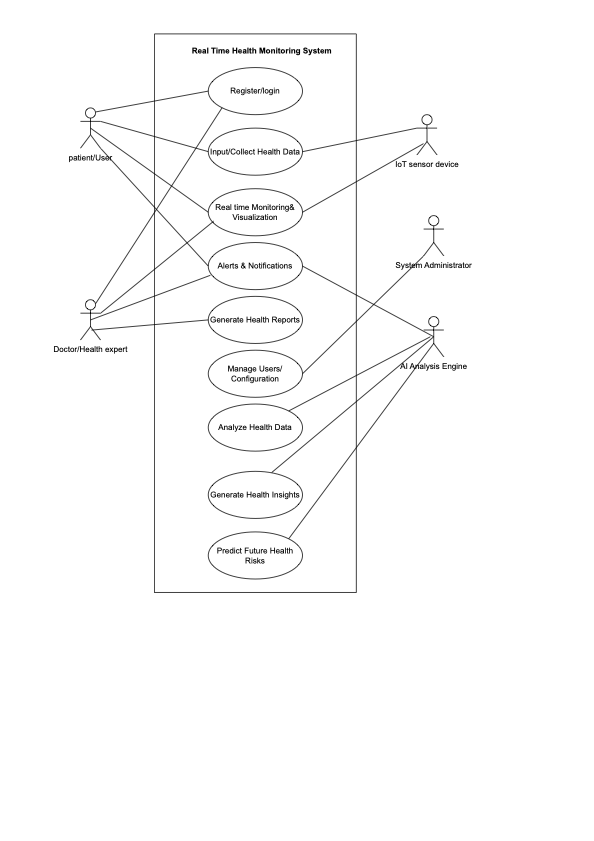 Real Time Health Monitoring System
Register/login
patient/User
Input/Collect Health Data
IoT sensor device
Real time Monitoring&
Visualization
Alerts & Notifications
System Administrator
Generate Health Reports
Doctor/Health expert
Manage Users/
Configuration
AI Analysis Engine
Analyze Health Data
Generate Health Insights
Predict Future Health
Risks